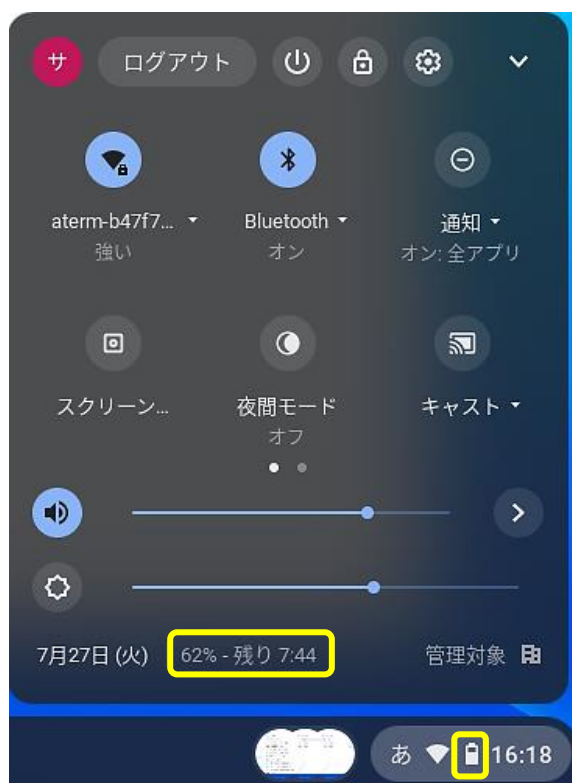 サ ログアウト
aterm-b47f7... Bluetooth 通知
強い オン オン: 全アプリ
スクリーン... 夜間モード キャスト
オフ
7月27日 (火) 62% - 残り 7:44 管理対象
あ 16:18